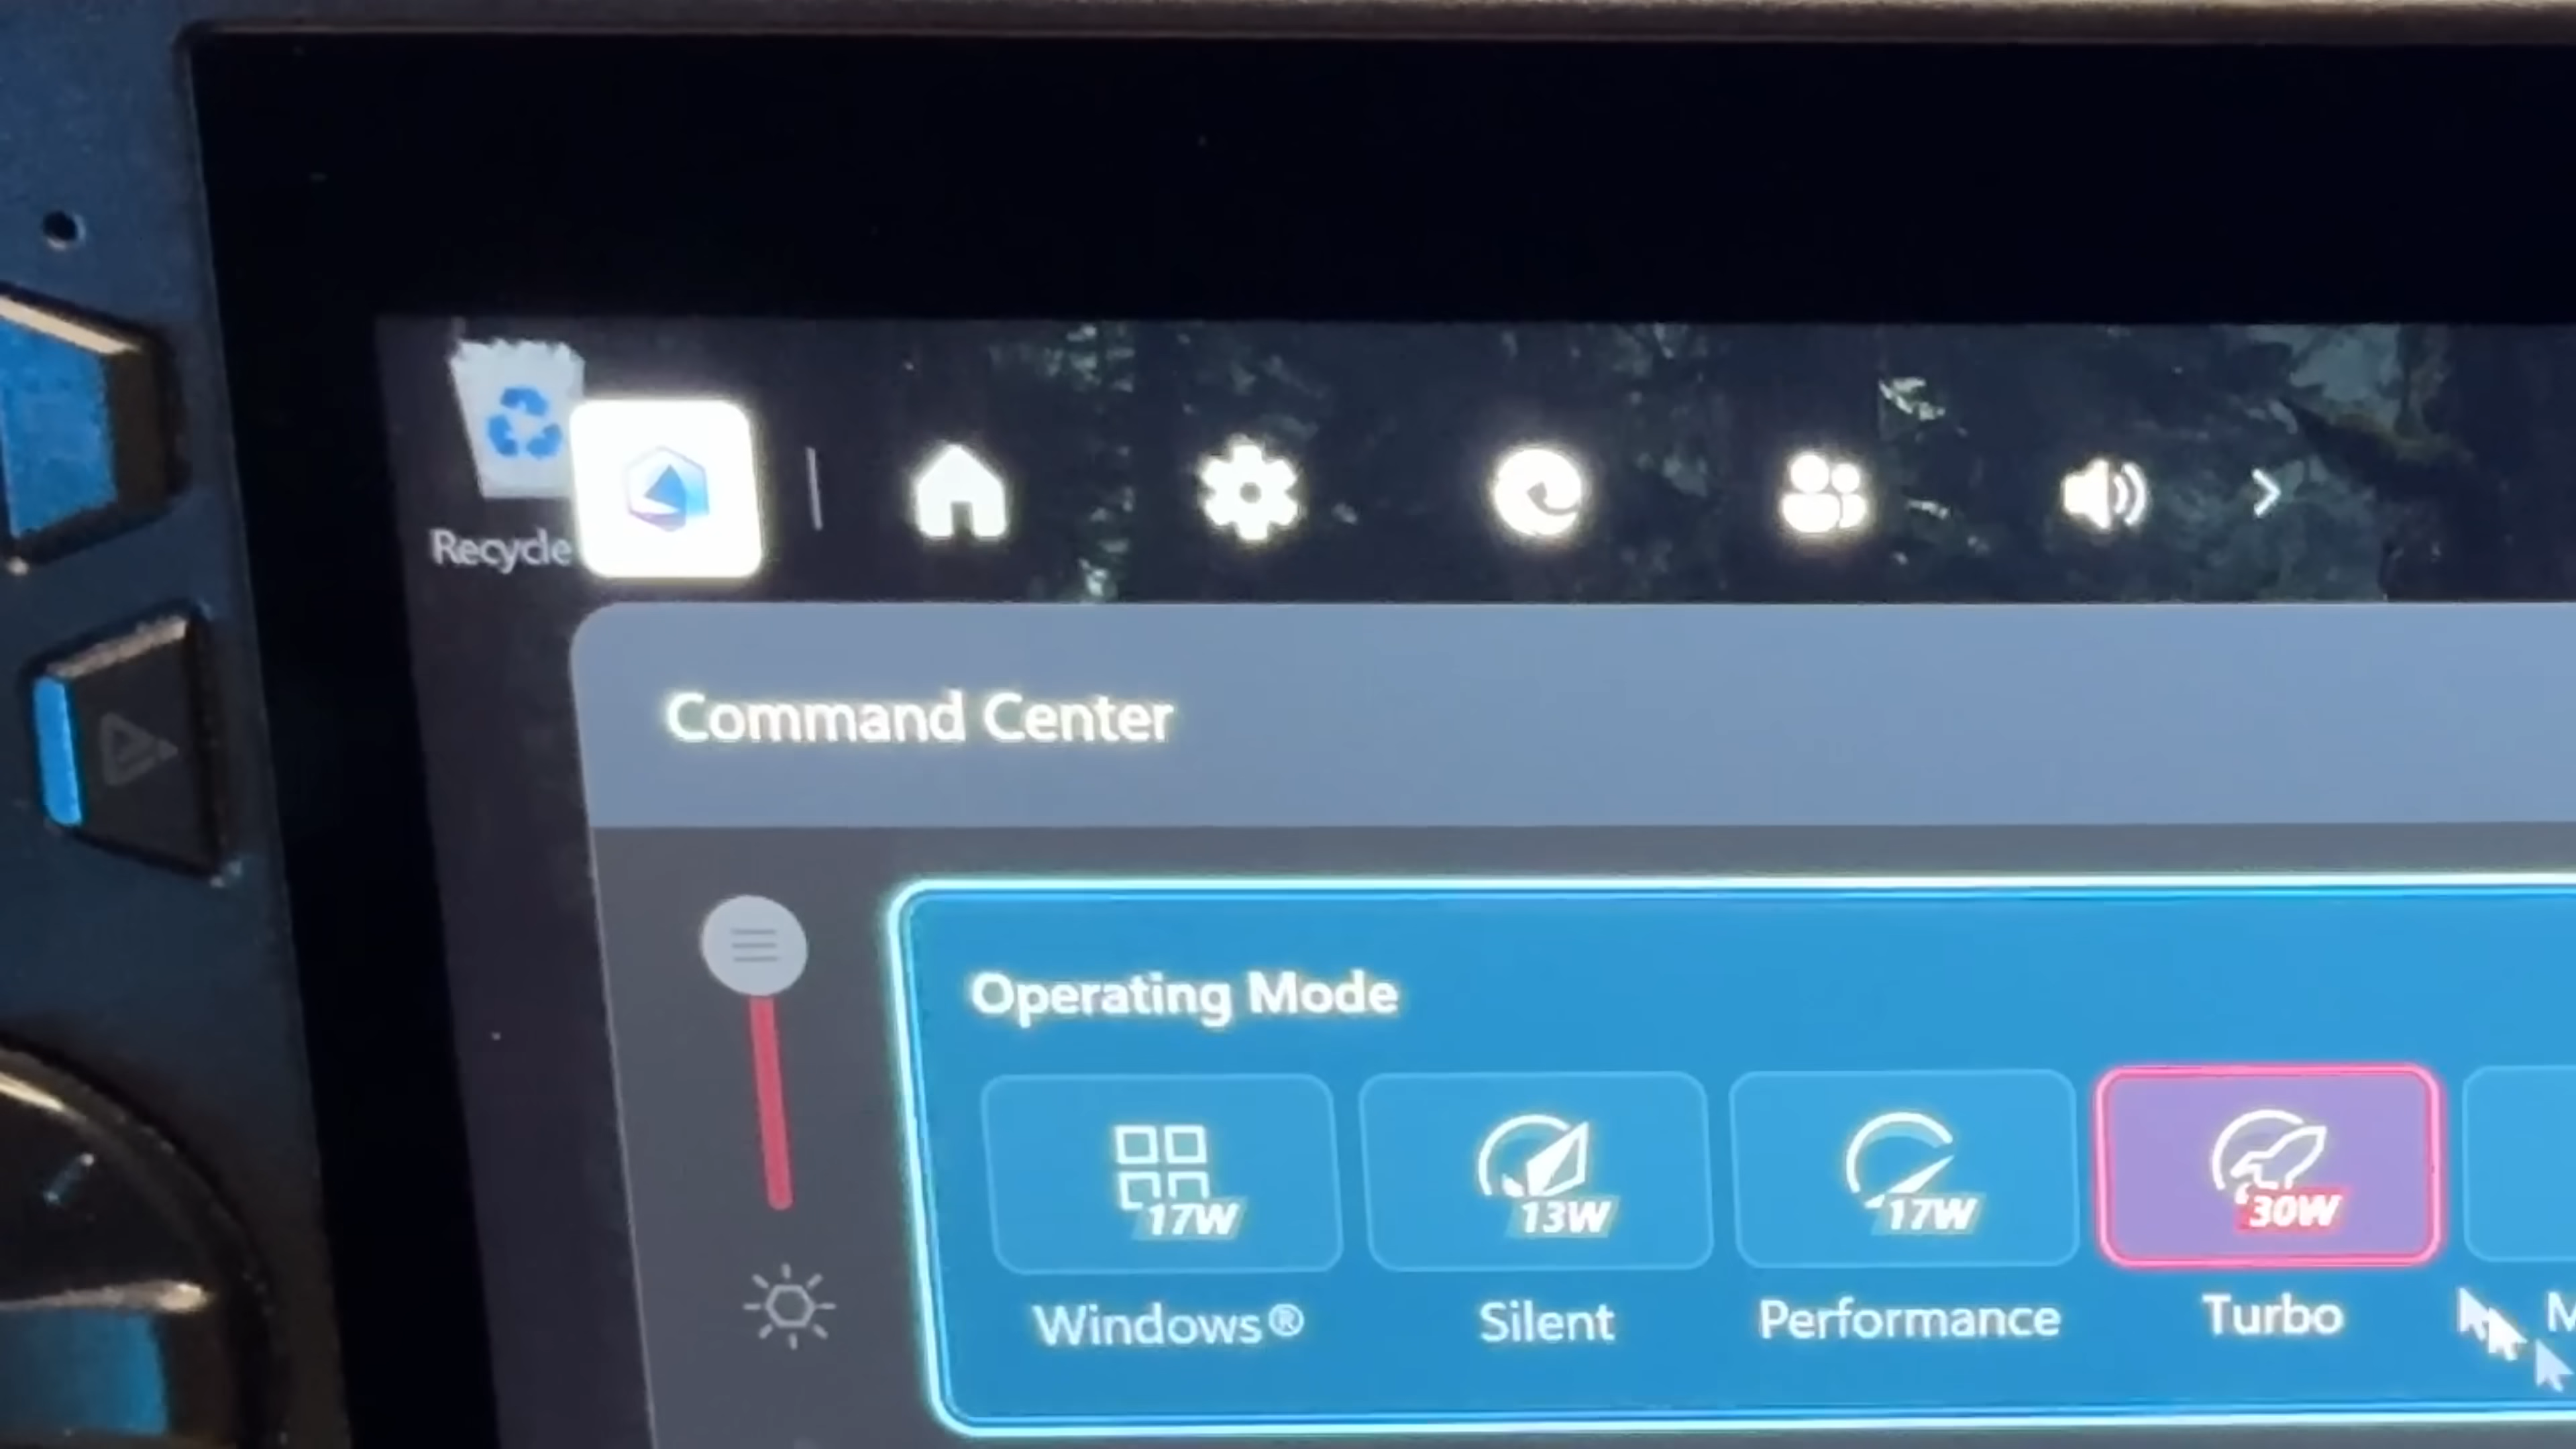 Recycle
Command Center
Operating Mode
17W 13W 17W 30W
Windows® Silent Performance Turbo M